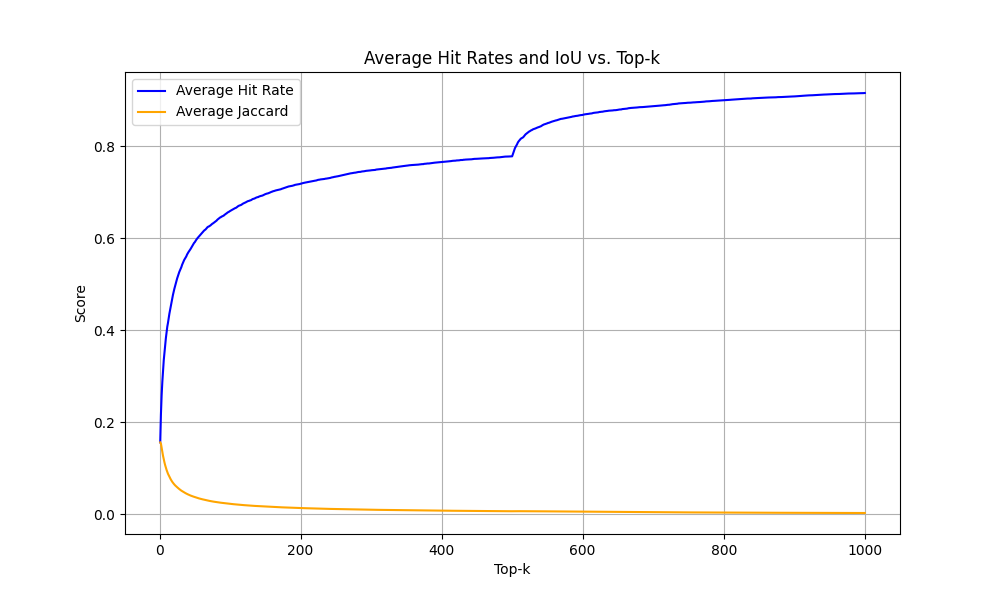 Average Hit Rates and IoU vs. Top-k
Average Hit Rate
Average Jaccard
Score
0.8
0.6
0.4
0.2
0.0
0 200 400 600 800 1000
Top-k